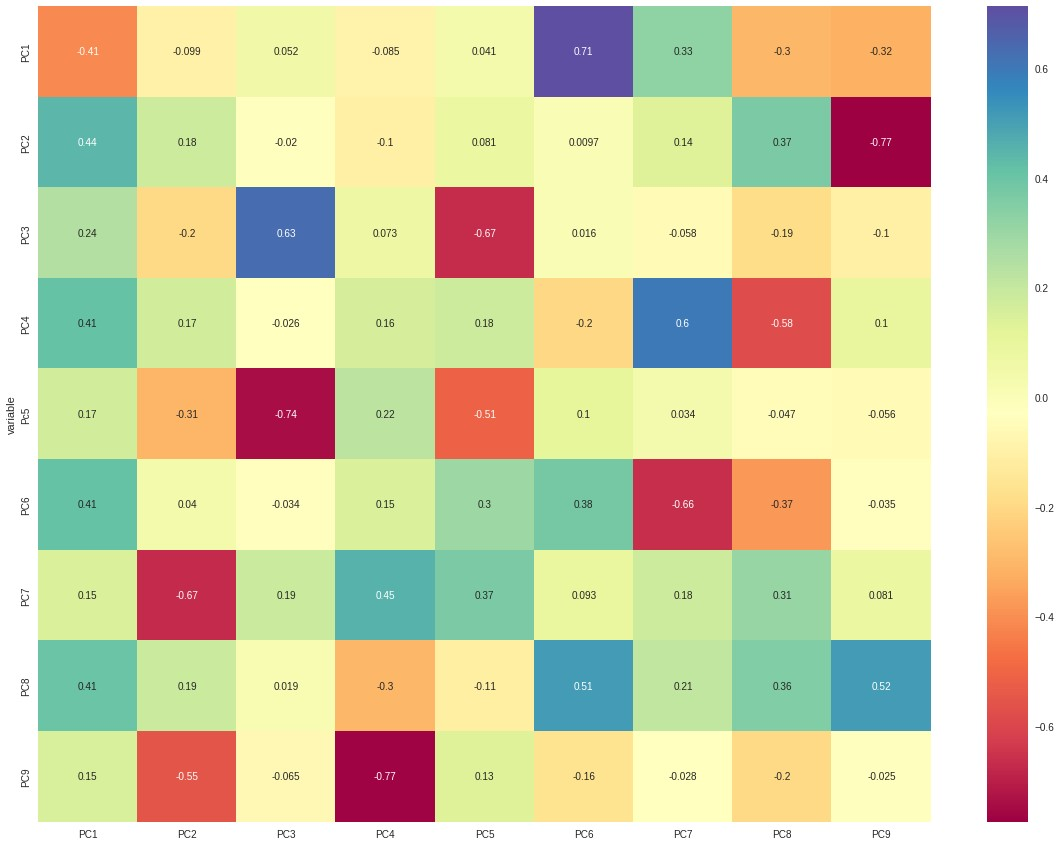 PC1 -0.41 -0.099 0.052 -0.085 0.041 0.71 0.33 -0.3 -0.32
PC2 0.44 0.18 -0.02 -0.1 0.081 0.0097 0.14 0.37 -0.77
PC3 0.24 -0.2 0.63 0.073 -0.67 0.016 -0.058 -0.19 -0.1
PC4 0.41 0.17 -0.026 0.16 0.18 -0.2 0.6 -0.58 0.1
variable
Pc5 0.17 -0.31 -0.74 0.22 -0.51 0.1 0.034 -0.047 -0.056
PC6 0.41 0.04 -0.034 0.15 0.3 0.38 -0.66 -0.37 -0.035
PC7 0.15 -0.67 0.19 0.45 0.37 0.093 0.18 0.31 0.081
PC8 0.41 0.19 0.019 -0.3 -0.11 0.51 0.21 0.36 0.52
PC9 0.15 -0.55 -0.065 -0.77 0.13 -0.16 -0.028 -0.2 -0.025
PC1 PC2 PC3 PC4 PC5 PC6 PC7 PC8 PC9
0.6
0.4
0.2
0.0
−0.2
−0.4
−0.6